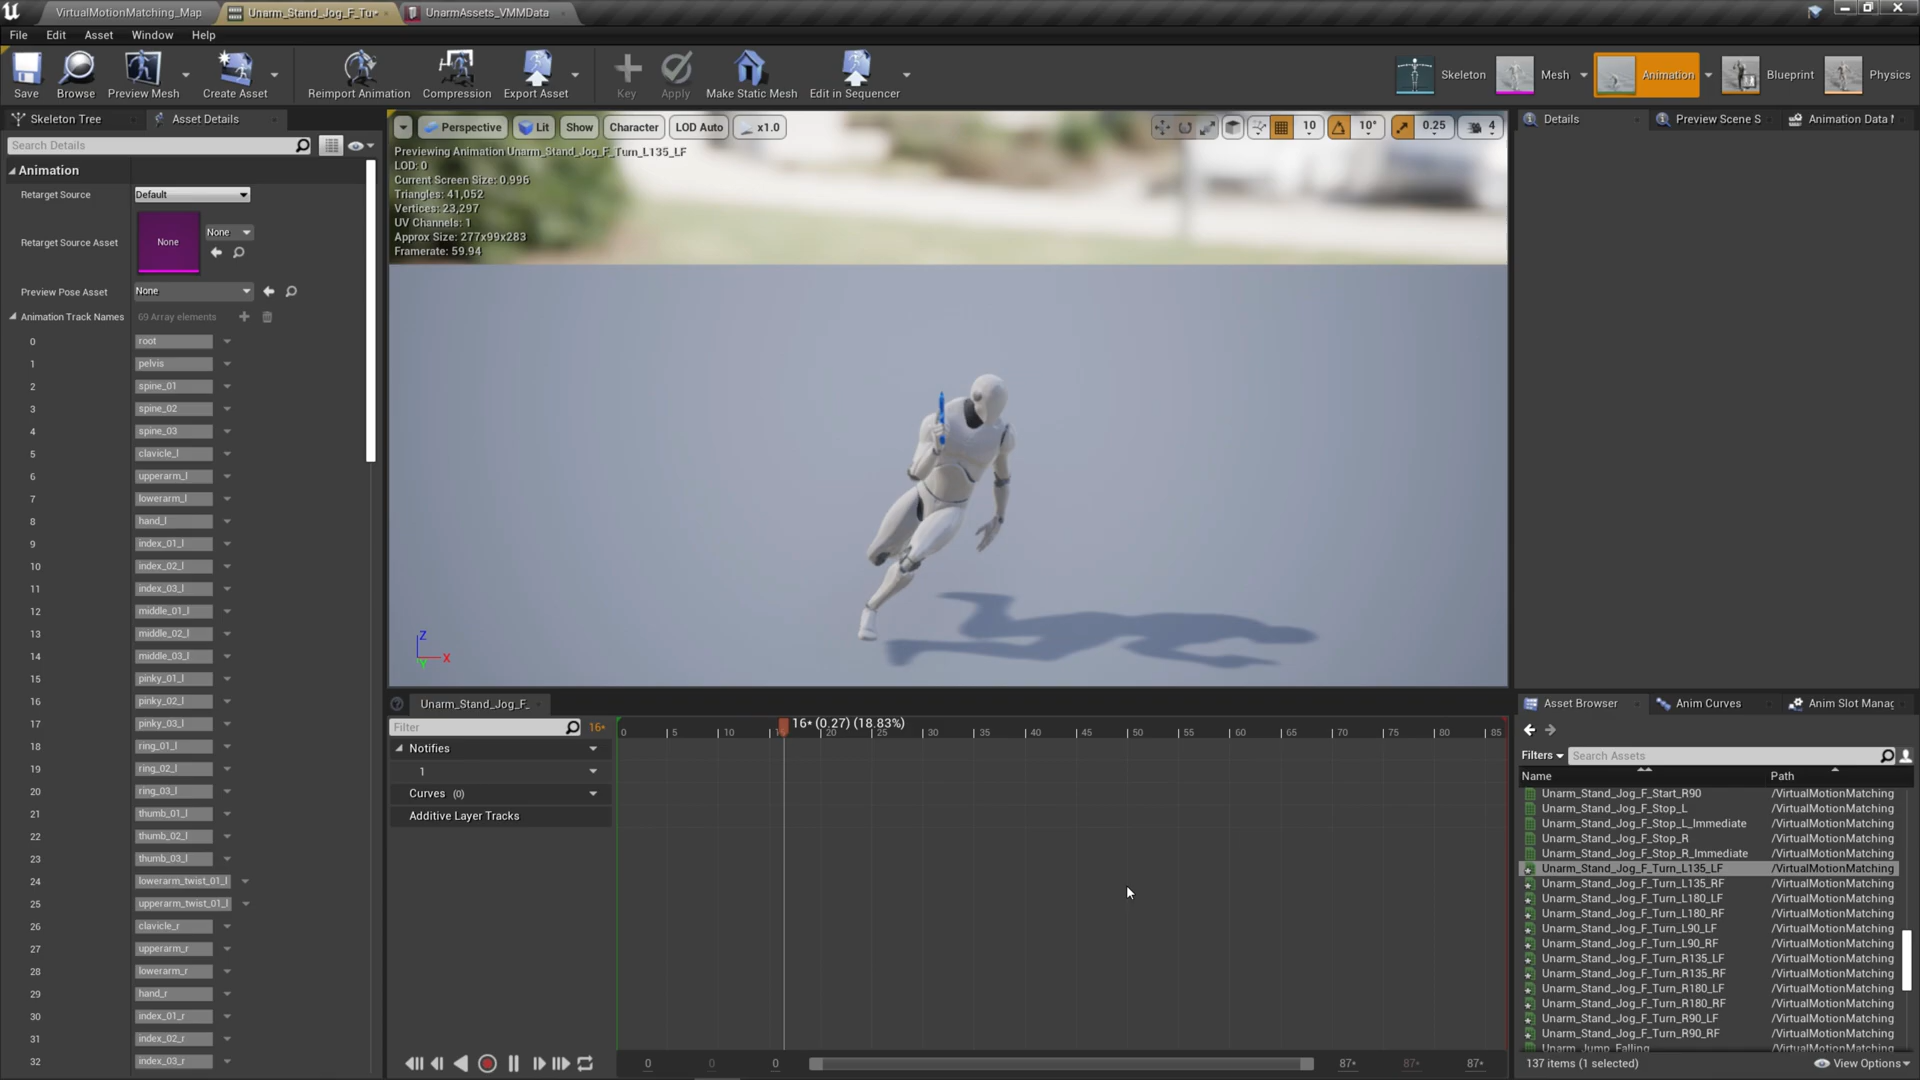 VirtualMotionMatching_Map
Unarm_Stand_Jog_F_Tu
UnarmAssets_VMMData
File Edit Asset Window Help
Save
Browse
Preview Mesh
Create Asset
Reimport Animation
Compression
Export Asset
Key
Apply
Make Static Mesh
Edit in Sequencer
Skeleton
Mesh
Animation
Blueprint
Physics
Skeleton Tree
Asset Details
Search Details
Animation
Retarget Source Default
Retarget Source Asset None None
Preview Pose Asset None
Animation Track Names 69 Array elements
0 root
1 pelvis
2 spine_01
3 spine_02
4 spine_03
5 clavicle_l
6 upperarm_l
7 lowerarm_l
8 hand_l
9 index_01_l
10 index_02_l
11 index_03_l
12 middle_01_l
13 middle_02_l
14 middle_03_l
15 pinky_01_l
16 pinky_02_l
17 pinky_03_l
18 ring_01_l
19 ring_02_l
20 ring_03_l
21 thumb_01_l
22 thumb_02_l
23 thumb_03_l
24 lowerarm_twist_01_l
25 upperarm_twist_01_l
26 clavicle_r
27 upperarm_r
28 lowerarm_r
29 hand_r
30 index_01_r
31 index_02_r
32 index_03_r
Perspective Lit Show Character LOD Auto x1.0
10 10° 0.25 4
Previewing Animation Unarm_Stand_Jog_F_Turn_L135_LF
LOD: 0
Current Screen Size: 0.996
Triangles: 41,052
Vertices: 23,297
UV Channels: 1
Approx Size: 277x99x283
Framerate: 59.94
Z
X
Y
Unarm_Stand_Jog_F_
Filter 16*
16* (0.27) (18.83%)
0 5 10 20 25 30 35 40 45 50 55 60 65 70 75 80 85
Notifies
1
Curves (0)
Additive Layer Tracks
0 0 0 87* 87* 87*
Details
Preview Scene S
Animation Data
Asset Browser
Anim Curves
Anim Slot Manag
Filters Search Assets
Name Path
Unarm_Stand_Jog_F_Start_R90 /VirtualMotionMatching
Unarm_Stand_Jog_F_Stop_L /VirtualMotionMatching
Unarm_Stand_Jog_F_Stop_L_Immediate /VirtualMotionMatching
Unarm_Stand_Jog_F_Stop_R /VirtualMotionMatching
Unarm_Stand_Jog_F_Stop_R_Immediate /VirtualMotionMatching
Unarm_Stand_Jog_F_Turn_L135_LF /VirtualMotionMatching
Unarm_Stand_Jog_F_Turn_L135_RF /VirtualMotionMatching
Unarm_Stand_Jog_F_Turn_L180_LF /VirtualMotionMatching
Unarm_Stand_Jog_F_Turn_L180_RF /VirtualMotionMatching
Unarm_Stand_Jog_F_Turn_L90_LF /VirtualMotionMatching
Unarm_Stand_Jog_F_Turn_L90_RF /VirtualMotionMatching
Unarm_Stand_Jog_F_Turn_R135_LF /VirtualMotionMatching
Unarm_Stand_Jog_F_Turn_R135_RF /VirtualMotionMatching
Unarm_Stand_Jog_F_Turn_R180_LF /VirtualMotionMatching
Unarm_Stand_Jog_F_Turn_R180_RF /VirtualMotionMatching
Unarm_Stand_Jog_F_Turn_R90_LF /VirtualMotionMatching
Unarm_Stand_Jog_F_Turn_R90_RF /VirtualMotionMatching
Unarm_Jump_Falling
137 items (1 selected)
View Options